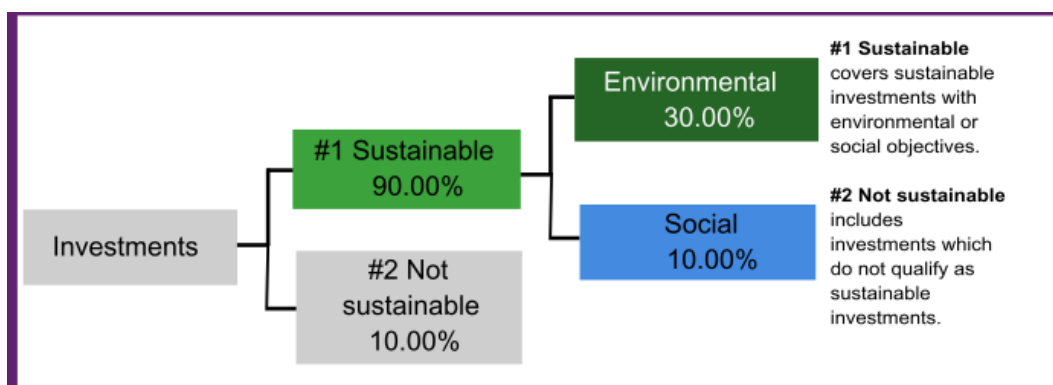 Investments
#1 Sustainable
90.00%
#2 Not
sustainable
10.00%
Environmental
30.00%
Social
10.00%
#1 Sustainable
covers sustainable
investments with
environmental or
social objectives.
#2 Not sustainable
includes
investments which
do not qualify as
sustainable
investments.